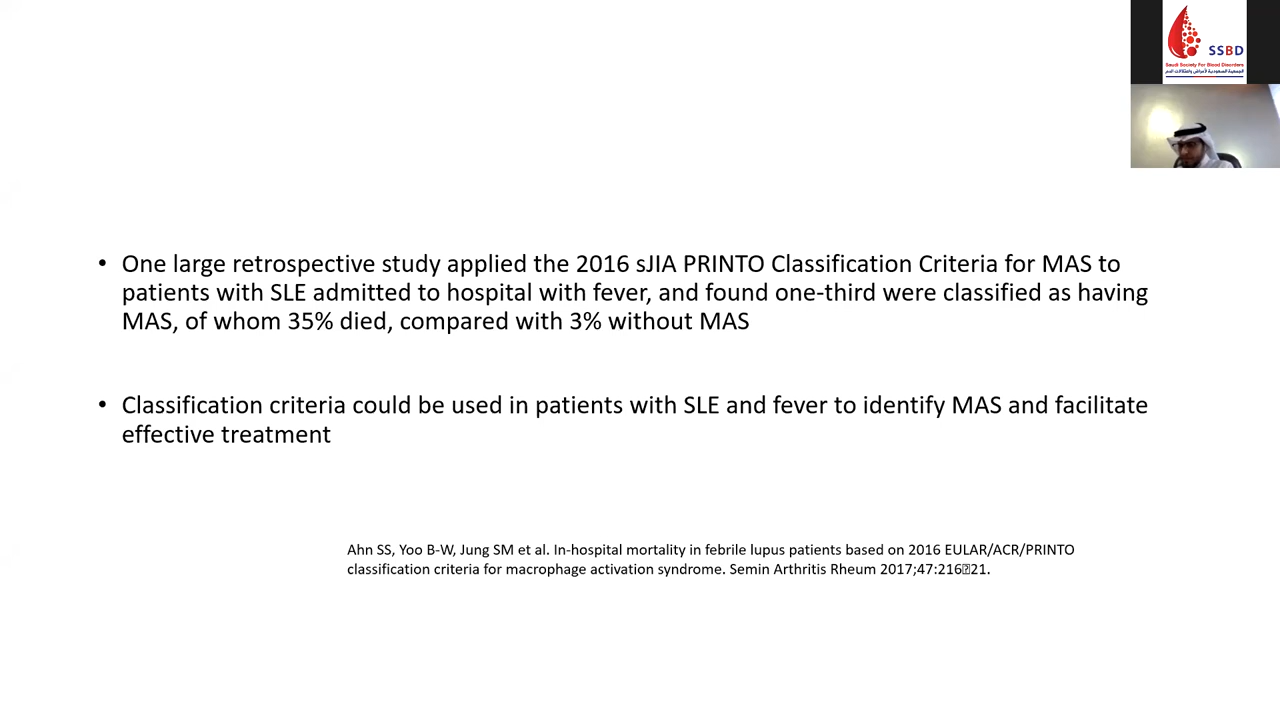 SSBD
Saudi Society For Blood Disorders
• One large retrospective study applied the 2016 sJIA PRINTO Classification Criteria for MAS to
patients with SLE admitted to hospital with fever, and found one-third were classified as having
MAS, of whom 35% died, compared with 3% without MAS
• Classification criteria could be used in patients with SLE and fever to identify MAS and facilitate
effective treatment
Ahn SS, Yoo B-W, Jung SM et al. In-hospital mortality in febrile lupus patients based on 2016 EULAR/ACR/PRINTO
classification criteria for macrophage activation syndrome. Semin Arthritis Rheum 2017;47:216⍰21.